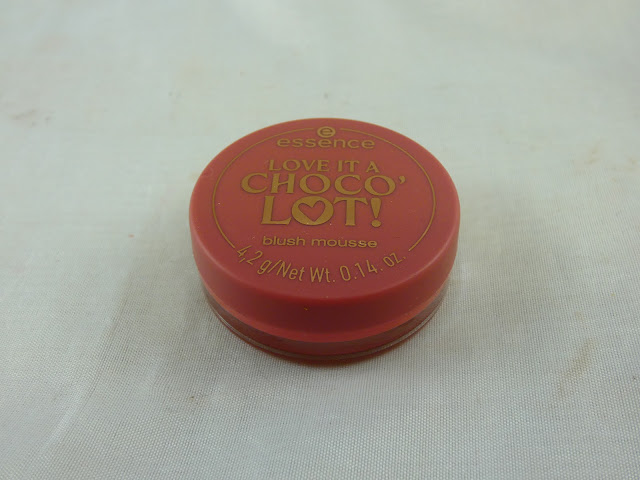 essence
LOVE IT A
CHOCO'
LOT!
blush mousse
4,2 g/Net Wt. 0.14. oz.